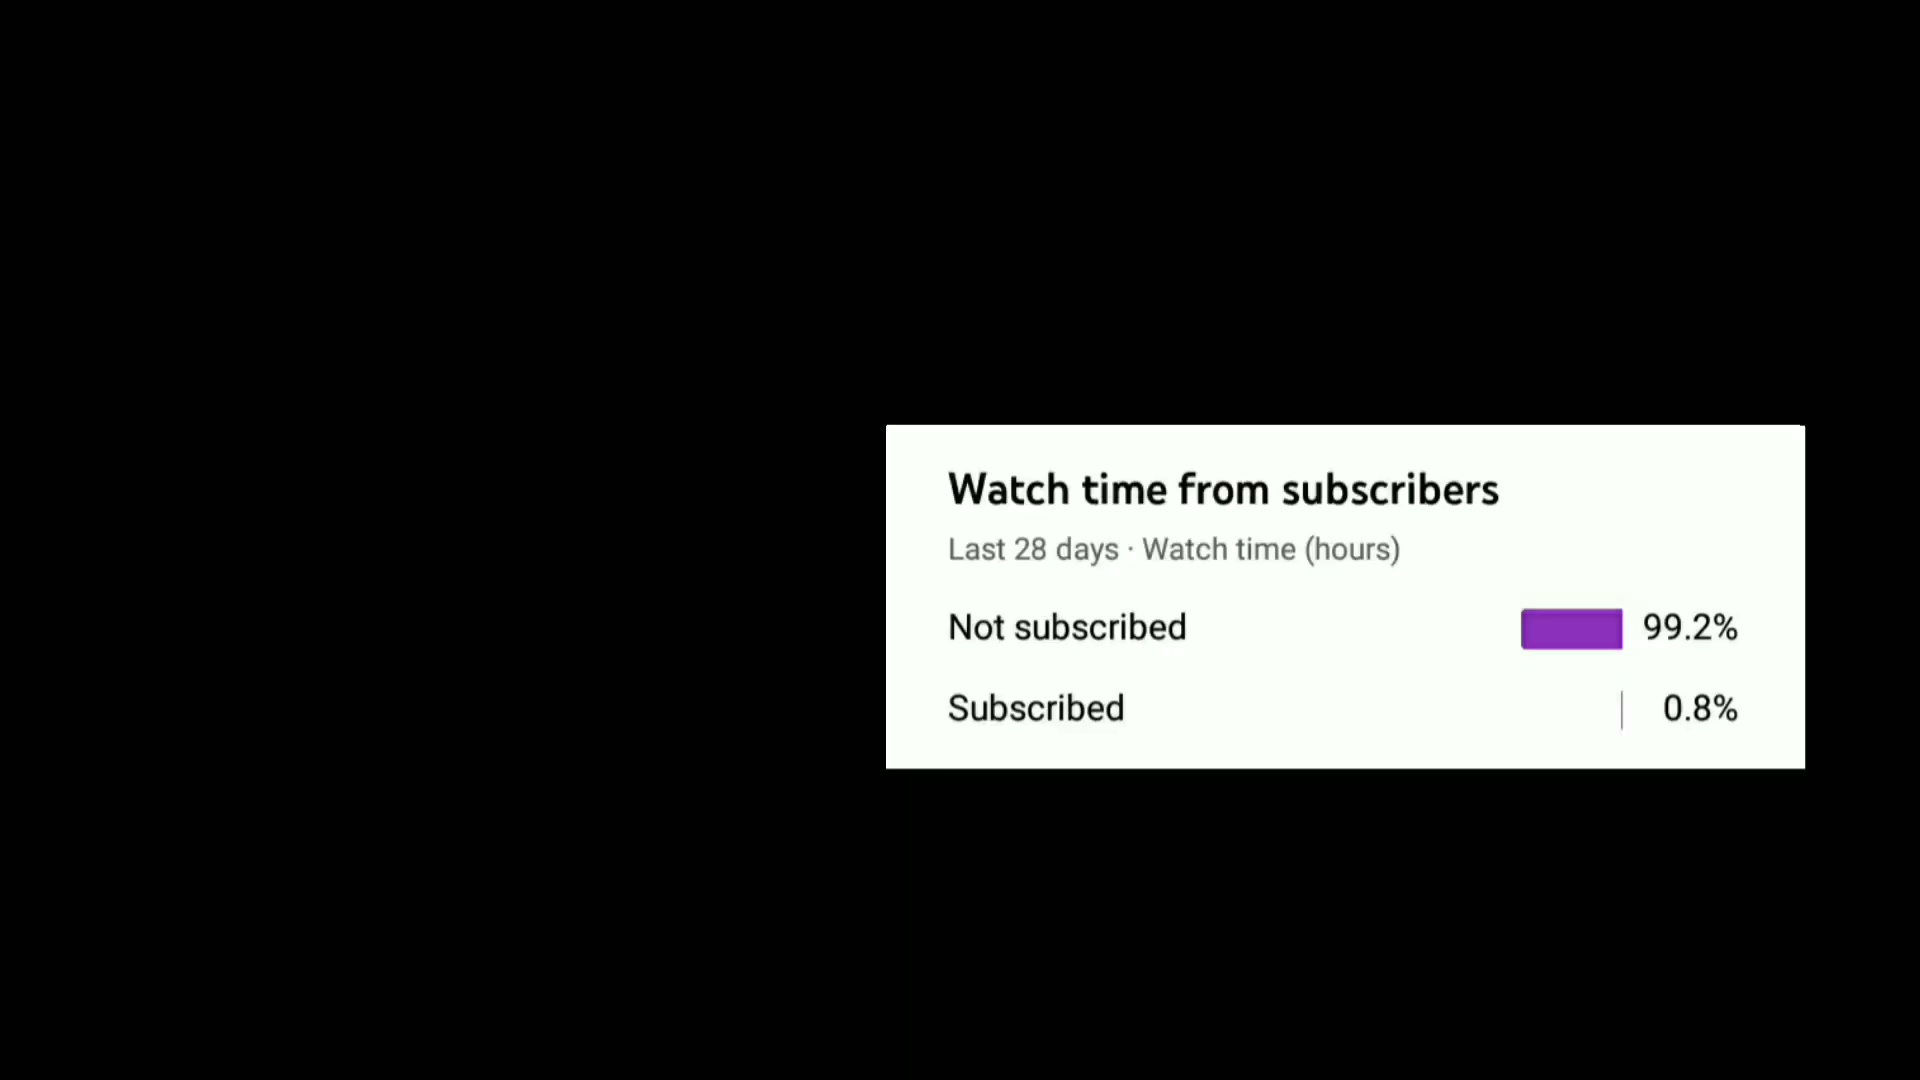 Watch time from subscribers
Last 28 days · Watch time (hours)
Not subscribed 99.2%
Subscribed 0.8%